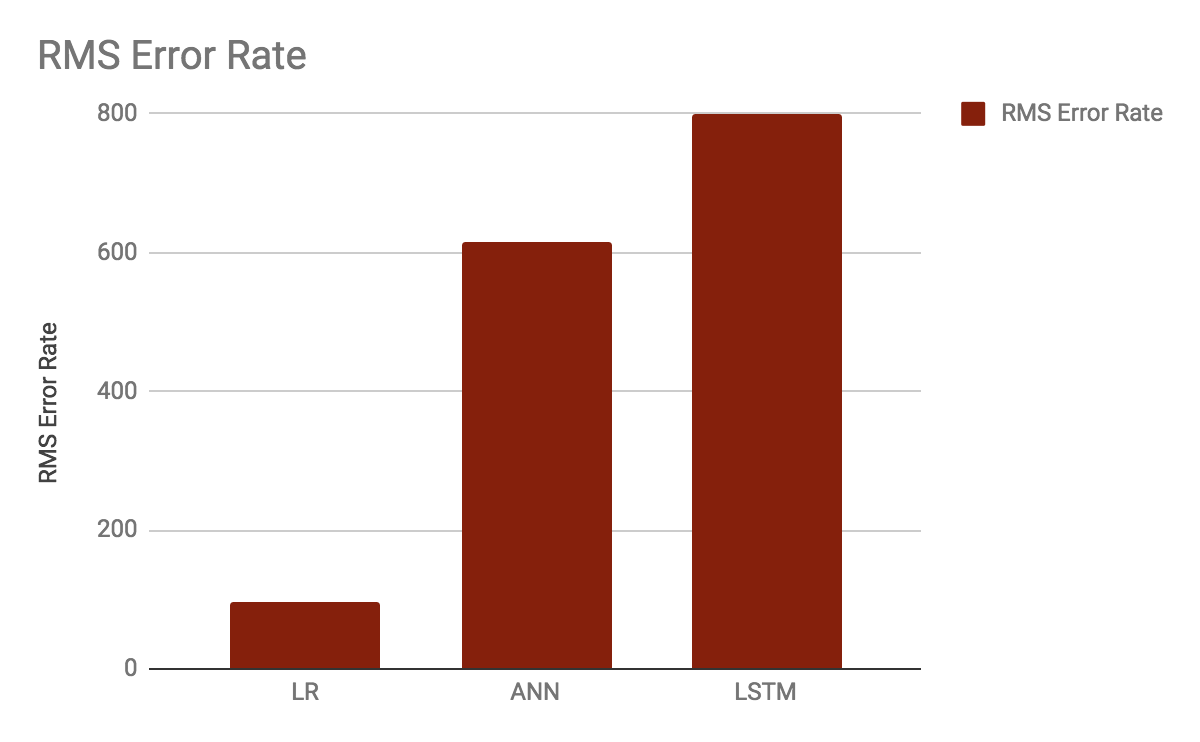 RMS Error Rate
RMS Error Rate
800
600
400
200
0
RMS Error Rate
LR
ANN
LSTM